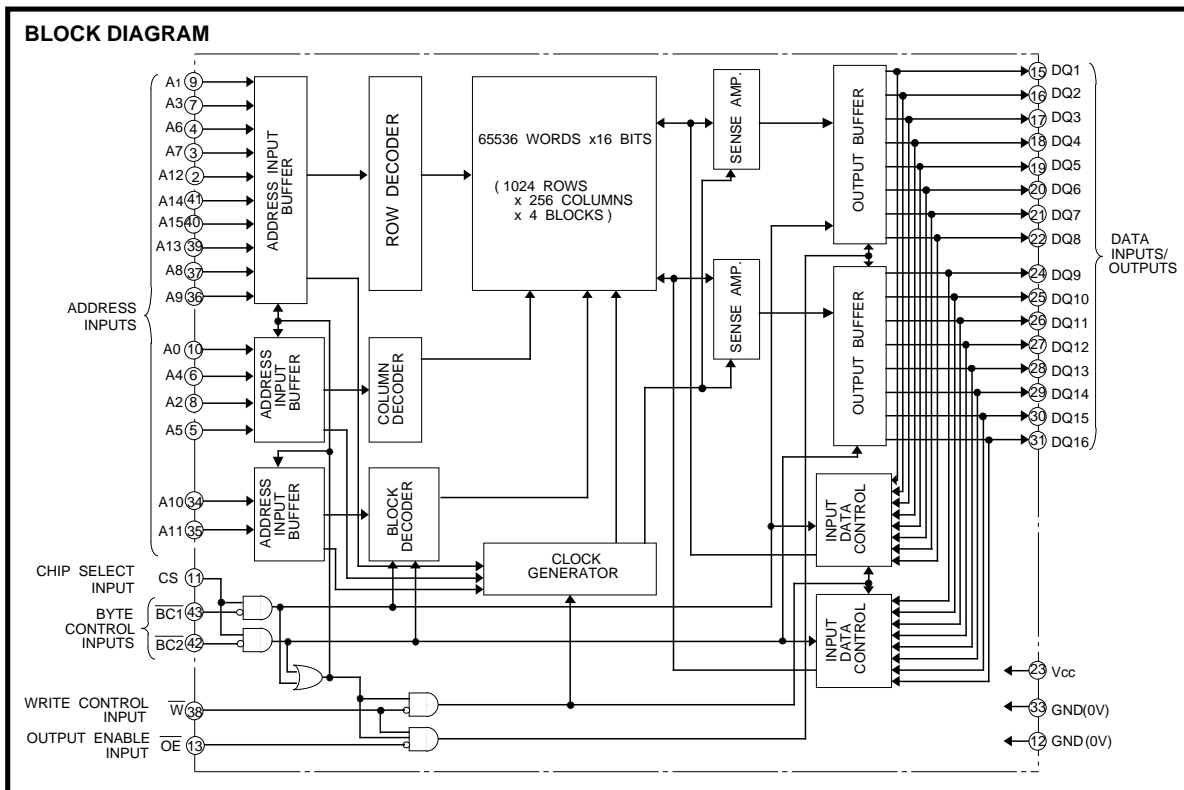 BLOCK DIAGRAM
A1 9
A3 7
A6 4
A7 3
A12 2
A14 41
A15 40
A13 39
A8 37
A9 36
ADDRESS
INPUTS
A0 10
A4 6
A2 8
A5 5
A10 34
A11 35
CHIP SELECT
INPUT
CS 11
BYTE
CONTROL
INPUTS
BC1 43
BC2 42
WRITE CONTROL
INPUT
W 38
OUTPUT ENABLE
INPUT
OE 13
ADDRESS INPUT
BUFFER
ADDRESS
INPUT
BUFFER
ADDRESS
INPUT
BUFFER
ROW DECODER
COLUMN
DECODER
BLOCK
DECODER
65536 WORDS x16 BITS
( 1024 ROWS
x 256 COLUMNS
x 4 BLOCKS )
CLOCK
GENERATOR
SENSE AMP.
SENSE AMP.
OUTPUT BUFFER
OUTPUT BUFFER
INPUT
DATA
CONTROL
INPUT
DATA
CONTROL
15 DQ1
16 DQ2
17 DQ3
18 DQ4
19 DQ5
20 DQ6
21 DQ7
22 DQ8
24 DQ9
25 DQ10
26 DQ11
27 DQ12
28 DQ13
29 DQ14
30 DQ15
31 DQ16
DATA
INPUTS/
OUTPUTS
23 Vcc
33 GND(0V)
12 GND(0V)